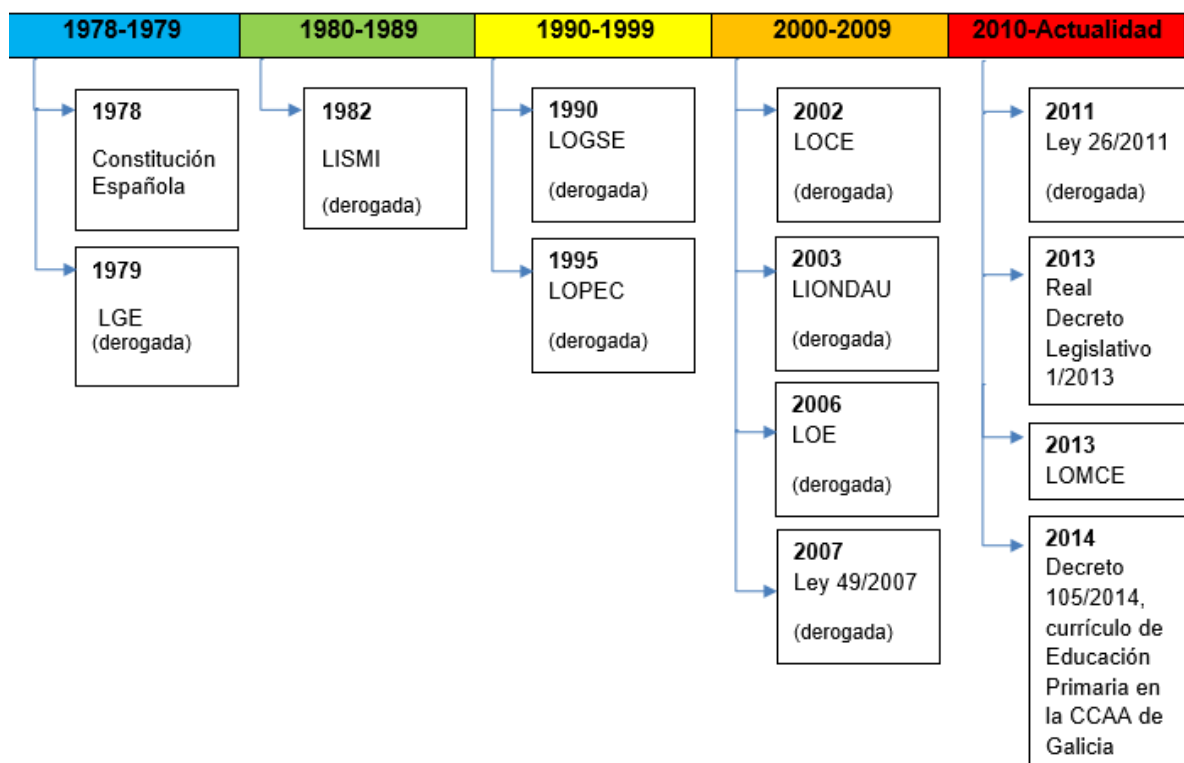 1978-1979
1980-1989
1990-1999
2000-2009
2010-Actualidad
1978
Constitución
Española
1979
LGE
(derogada)
1982
LISMI
(derogada)
1990
LOGSE
(derogada)
1995
LOPEC
(derogada)
2002
LOCE
(derogada)
2003
LIONDAU
(derogada)
2006
LOE
(derogada)
2007
Ley 49/2007
(derogada)
2011
Ley 26/2011
(derogada)
2013
Real
Decreto
Legislativo
1/2013
2013
LOMCE
2014
Decreto
105/2014,
currículo de
Educación
Primaria en
la CCAA de
Galicia